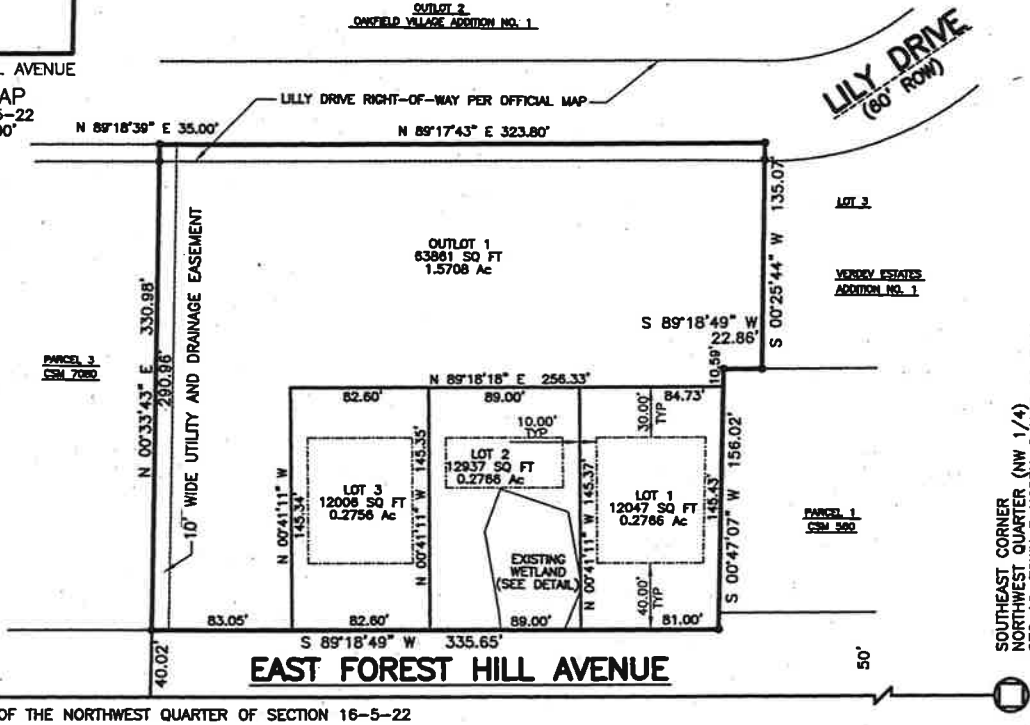 OUTLOT 2
OAKFIELD VILLAGE ADDITION NO. 1
AVENUE
LILY DRIVE
(60' ROW)
LILLY DRIVE RIGHT-OF-WAY PER OFFICIAL MAP
N 89°18'39" E 35.00'
N 89°17'43" E 323.80'
S 00°25'44" W 135.07'
LOT 3
VERDEV ESTATES
ADDITION NO. 1
OUTLOT 1
63861 SQ FT
1.5708 Ac
S 89°18'49" W
22.86'
10.59'
N 00°33'43" E 330.98'
290.96'
10' WIDE UTILITY AND DRAINAGE EASEMENT
PARCEL 3
CSM 7080
N 89°18'18" E 256.33'
82.60'
89.00'
84.73'
10.00'
TYP
30.00'
TYP
LOT 3
12006 SQ FT
0.2756 Ac
LOT 2
12937 SQ FT
0.2766 Ac
LOT 1
12047 SQ FT
0.2766 Ac
N 00°41'11" W
145.34'
N 00°41'11" W 145.35'
N 00°41'11" W 145.37'
145.43'
S 00°47'07" W 156.02'
EXISTING
WETLAND
(SEE DETAIL)
40.00'
TYP
PARCEL 1
CSM 560
83.05'
82.60'
89.00'
81.00'
S 89°18'49" W 335.65'
40.02'
EAST FOREST HILL AVENUE
50'
SOUTHEAST CORNER
NORTHWEST QUARTER (NW 1/4)
OF THE NORTHWEST QUARTER OF SECTION 16-5-22